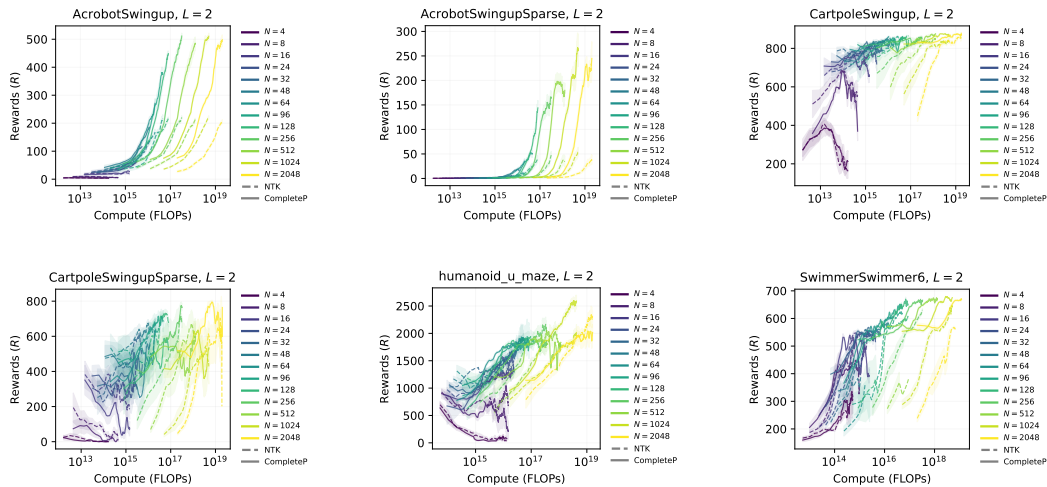 AcrobotSwingup, L = 2
Rewards (R)
500
400
300
200
100
0
10^13
10^15
10^17
10^19
Compute (FLOPs)
N = 4
N = 8
N = 16
N = 24
N = 32
N = 48
N = 64
N = 96
N = 128
N = 256
N = 512
N = 1024
N = 2048
NTK
CompleteP
AcrobotSwingupSparse, L = 2
Rewards (R)
300
250
200
150
100
50
0
10^13
10^15
10^17
10^19
Compute (FLOPs)
N = 4
N = 8
N = 16
N = 24
N = 32
N = 48
N = 64
N = 96
N = 128
N = 256
N = 512
N = 1024
N = 2048
NTK
CompleteP
CartpoleSwingup, L = 2
Rewards (R)
800
600
400
200
10^13
10^15
10^17
10^19
Compute (FLOPs)
N = 4
N = 8
N = 16
N = 24
N = 32
N = 48
N = 64
N = 96
N = 128
N = 256
N = 512
N = 1024
N = 2048
NTK
CompleteP
CartpoleSwingupSparse, L = 2
Rewards (R)
800
600
400
200
0
10^13
10^15
10^17
10^19
Compute (FLOPs)
N = 4
N = 8
N = 16
N = 24
N = 32
N = 48
N = 64
N = 96
N = 128
N = 256
N = 512
N = 1024
N = 2048
NTK
CompleteP
humanoid_u_maze, L = 2
Rewards (R)
2500
2000
1500
1000
500
0
10^15
10^17
10^19
Compute (FLOPs)
N = 4
N = 8
N = 16
N = 24
N = 32
N = 48
N = 64
N = 96
N = 128
N = 256
N = 512
N = 1024
N = 2048
NTK
CompleteP
SwimmerSwimmer6, L = 2
Rewards (R)
700
600
500
400
300
200
10^14
10^16
10^18
Compute (FLOPs)
N = 4
N = 8
N = 16
N = 24
N = 32
N = 48
N = 64
N = 96
N = 128
N = 256
N = 512
N = 1024
N = 2048
NTK
CompleteP